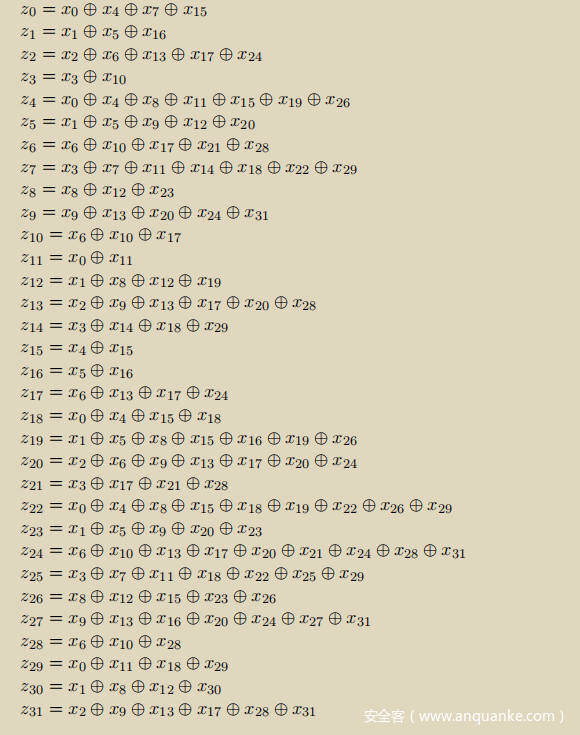 z₀ = x₀ ⊕ x₄ ⊕ x₇ ⊕ x₁₅
z₁ = x₁ ⊕ x₅ ⊕ x₁₆
z₂ = x₂ ⊕ x₆ ⊕ x₁₃ ⊕ x₁₇ ⊕ x₂₄
z₃ = x₃ ⊕ x₁₀
z₄ = x₀ ⊕ x₄ ⊕ x₈ ⊕ x₁₁ ⊕ x₁₅ ⊕ x₁₉ ⊕ x₂₆
z₅ = x₁ ⊕ x₅ ⊕ x₉ ⊕ x₁₂ ⊕ x₂₀
z₆ = x₆ ⊕ x₁₀ ⊕ x₁₇ ⊕ x₂₁ ⊕ x₂₈
z₇ = x₃ ⊕ x₇ ⊕ x₁₁ ⊕ x₁₄ ⊕ x₁₈ ⊕ x₂₂ ⊕ x₂₉
z₈ = x₈ ⊕ x₁₂ ⊕ x₂₃
z₉ = x₉ ⊕ x₁₃ ⊕ x₂₀ ⊕ x₂₄ ⊕ x₃₁
z₁₀ = x₆ ⊕ x₁₀ ⊕ x₁₇
z₁₁ = x₀ ⊕ x₁₁
z₁₂ = x₁ ⊕ x₈ ⊕ x₁₂ ⊕ x₁₉
z₁₃ = x₂ ⊕ x₉ ⊕ x₁₃ ⊕ x₁₇ ⊕ x₂₀ ⊕ x₂₈
z₁₄ = x₃ ⊕ x₁₄ ⊕ x₁₈ ⊕ x₂₉
z₁₅ = x₄ ⊕ x₁₅
z₁₆ = x₅ ⊕ x₁₆
z₁₇ = x₆ ⊕ x₁₃ ⊕ x₁₇ ⊕ x₂₄
z₁₈ = x₀ ⊕ x₄ ⊕ x₁₅ ⊕ x₁₈
z₁₉ = x₁ ⊕ x₅ ⊕ x₈ ⊕ x₁₅ ⊕ x₁₆ ⊕ x₁₉ ⊕ x₂₆
z₂₀ = x₂ ⊕ x₆ ⊕ x₉ ⊕ x₁₃ ⊕ x₁₇ ⊕ x₂₀ ⊕ x₂₄
z₂₁ = x₃ ⊕ x₁₇ ⊕ x₂₁ ⊕ x₂₈
z₂₂ = x₀ ⊕ x₄ ⊕ x₈ ⊕ x₁₅ ⊕ x₁₈ ⊕ x₁₉ ⊕ x₂₂ ⊕ x₂₆ ⊕ x₂₉
z₂₃ = x₁ ⊕ x₅ ⊕ x₉ ⊕ x₂₀ ⊕ x₂₃
z₂₄ = x₆ ⊕ x₁₀ ⊕ x₁₃ ⊕ x₁₇ ⊕ x₂₀ ⊕ x₂₁ ⊕ x₂₄ ⊕ x₂₈ ⊕ x₃₁
z₂₅ = x₃ ⊕ x₇ ⊕ x₁₁ ⊕ x₁₈ ⊕ x₂₂ ⊕ x₂₅ ⊕ x₂₉
z₂₆ = x₈ ⊕ x₁₂ ⊕ x₁₅ ⊕ x₂₃ ⊕ x₂₆
z₂₇ = x₉ ⊕ x₁₃ ⊕ x₁₆ ⊕ x₂₀ ⊕ x₂₄ ⊕ x₂₇ ⊕ x₃₁
z₂₈ = x₆ ⊕ x₁₀ ⊕ x₂₈
z₂₉ = x₀ ⊕ x₁₁ ⊕ x₁₈ ⊕ x₂₉
z₃₀ = x₁ ⊕ x₈ ⊕ x₁₂ ⊕ x₃₀
z₃₁ = x₂ ⊕ x₉ ⊕ x₁₃ ⊕ x₁₇ ⊕ x₂₈ ⊕ x₃₁
安全客（www.anquanke.com）